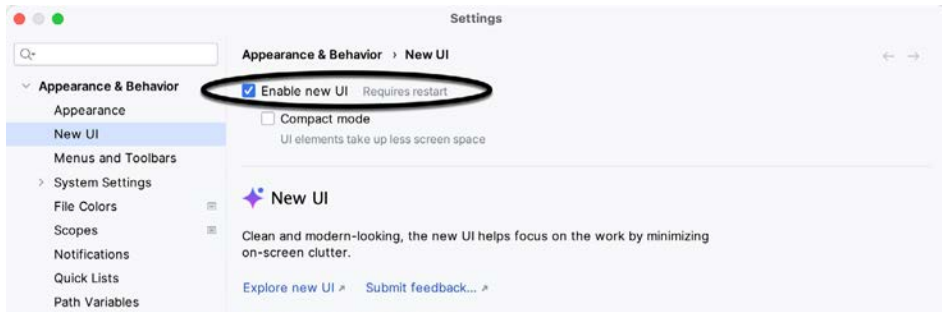 Settings
Appearance & Behavior
Appearance
New UI
Menus and Toolbars
System Settings
File Colors
Scopes
Notifications
Quick Lists
Path Variables
Appearance & Behavior › New UI
Enable new UI Requires restart
Compact mode
UI elements take up less screen space
New UI
Clean and modern-looking, the new UI helps focus on the work by minimizing
on-screen clutter.
Explore new UI ↗ Submit feedback... ↗